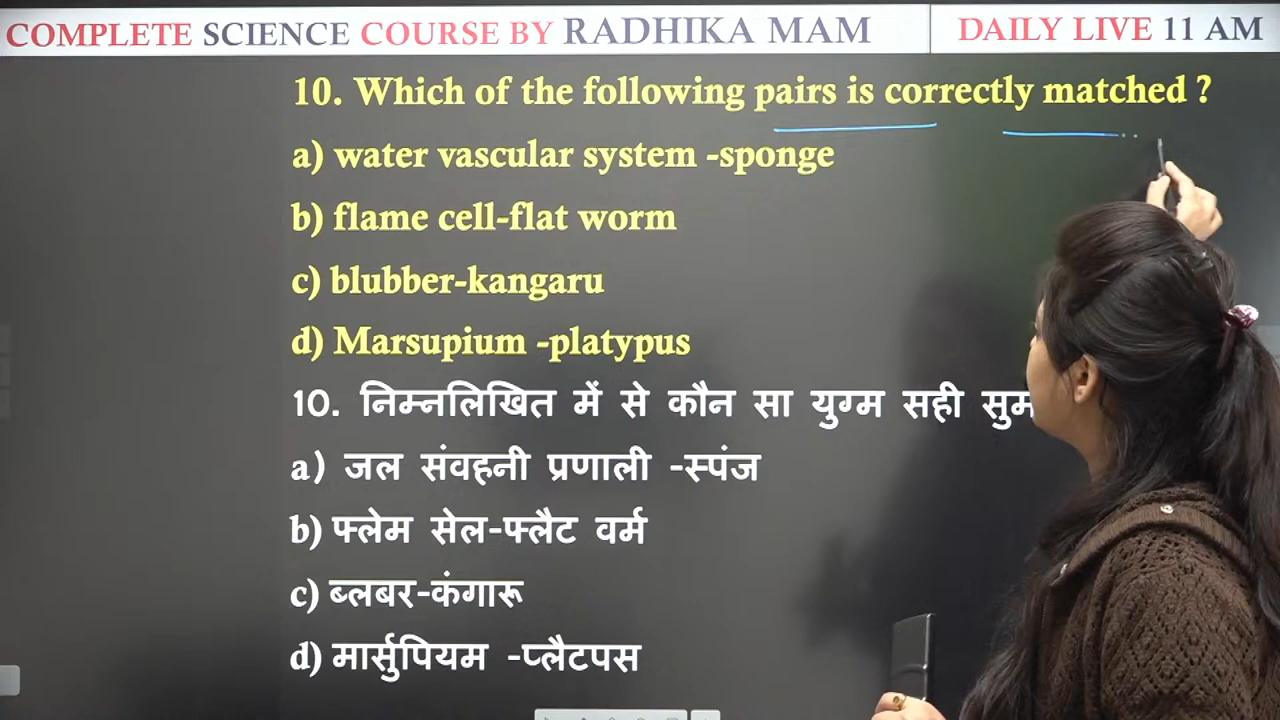 COMPLETE SCIENCE COURSE BY RADHIKA MAM
DAILY LIVE 11 AM
10. Which of the following pairs is correctly matched ?
a) water vascular system -sponge
b) flame cell-flat worm
c) blubber-kangaru
d) Marsupium -platypus
10. निम्नलिखित में से कौन सा युग्म सही
a) जल संवहनी प्रणाली -स्पंज
b) फ्लेम सेल-फ्लैट वर्म
c) ब्लबर-कंगारू
d) मार्सुपियम -प्लैटपस